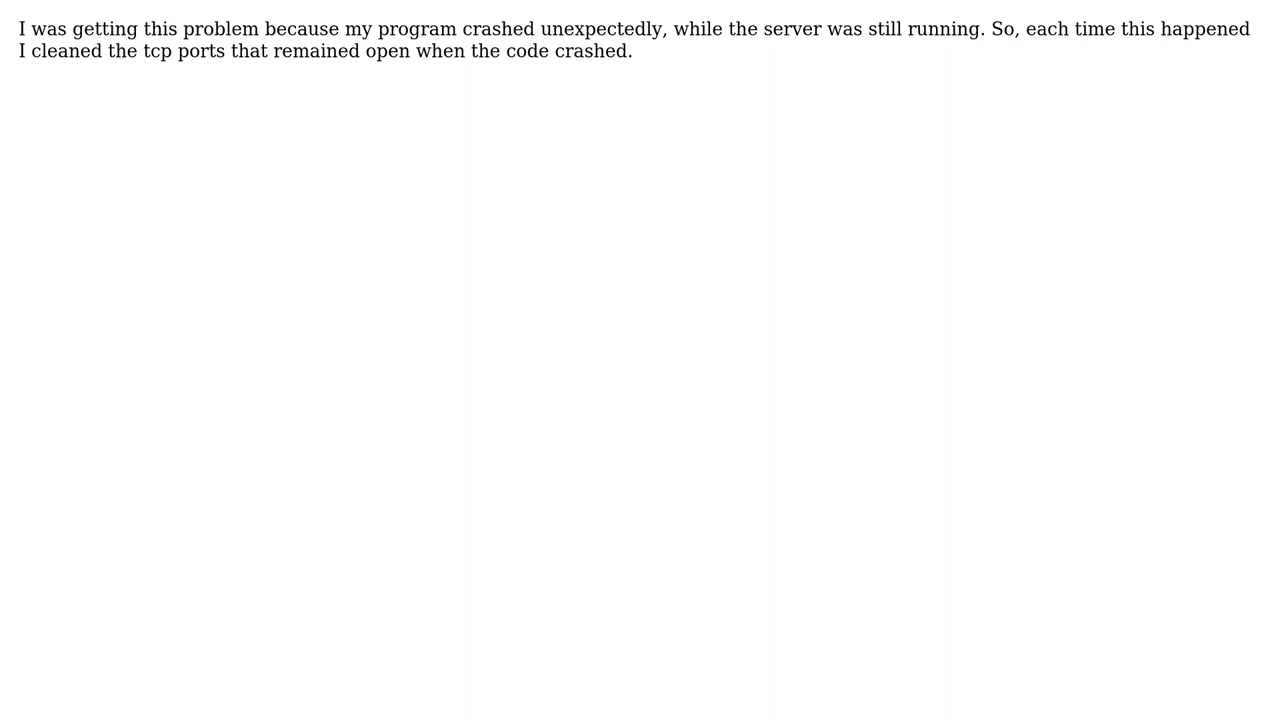 I was getting this problem because my program crashed unexpectedly, while the server was still running. So, each time this happened
I cleaned the tcp ports that remained open when the code crashed.